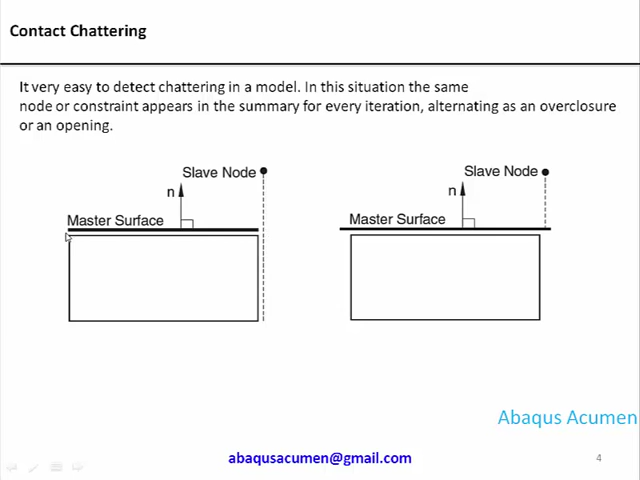 Contact Chattering
It very easy to detect chattering in a model. In this situation the same
node or constraint appears in the summary for every iteration, alternating as an overclosure
or an opening.
Slave Node
n
Master Surface
Slave Node
n
Master Surface
Abaqus Acumen
abaqusacumen@gmail.com
4